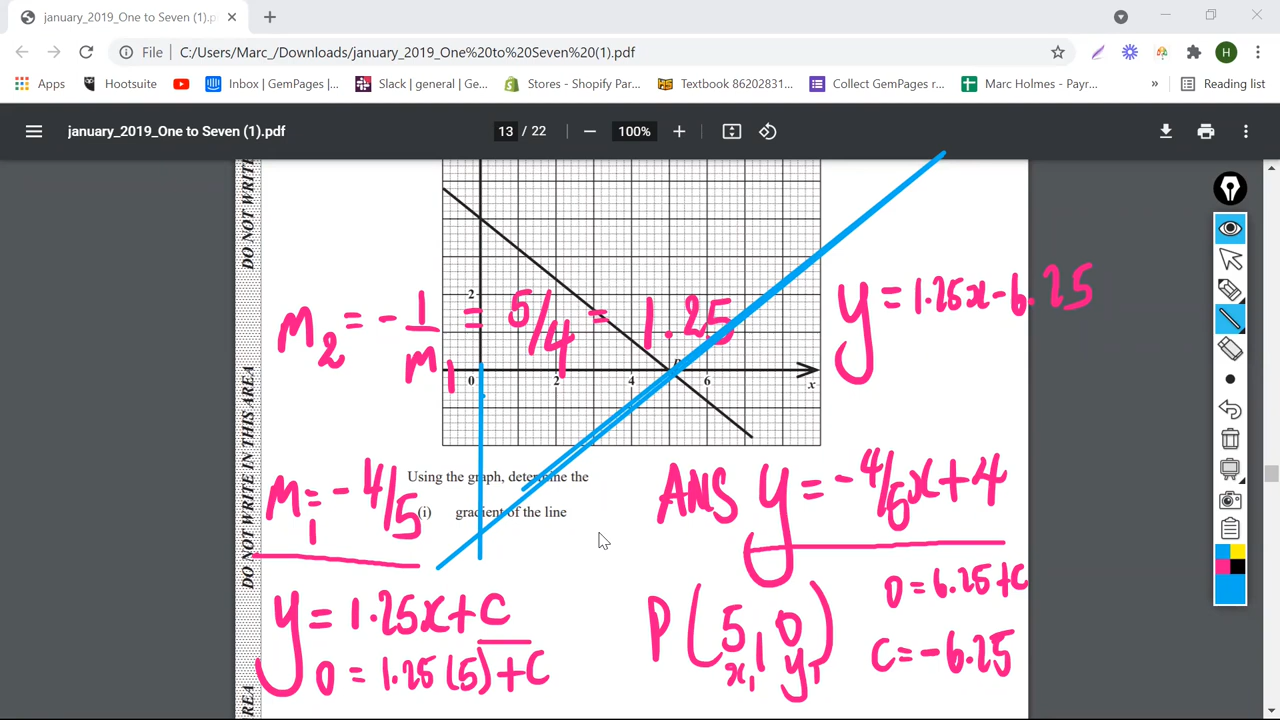 january_2019_One to Seven (1).pc
File C:/Users/Marc_/Downloads/january_2019_One%20to%20Seven%20(1).pdf
H
Apps Hootsuite Inbox | GemPages | ... Slack | general | Ge... Stores - Shopify Par... Textbook 86202831... Collect GemPages r... Marc Holmes - Payr... » Reading list
january_2019_One to Seven (1).pdf 13 / 22 100%
DO NOT WRITE
DO NOT WRITE IN THIS AREA
REA
2
0 2 4 6 x
P
m2 = -1/m1 = 5/4 = 1.25
y = 1.25x-6.25
Using the graph, determine the
(i) gradient of the line
m1 = -4/5
ANS y = -4/5x+4
y = 1.25x+c
0 = 1.25(5)+c
P(5, 0)
x1 y1
0 = 6.25+c
c = -6.25